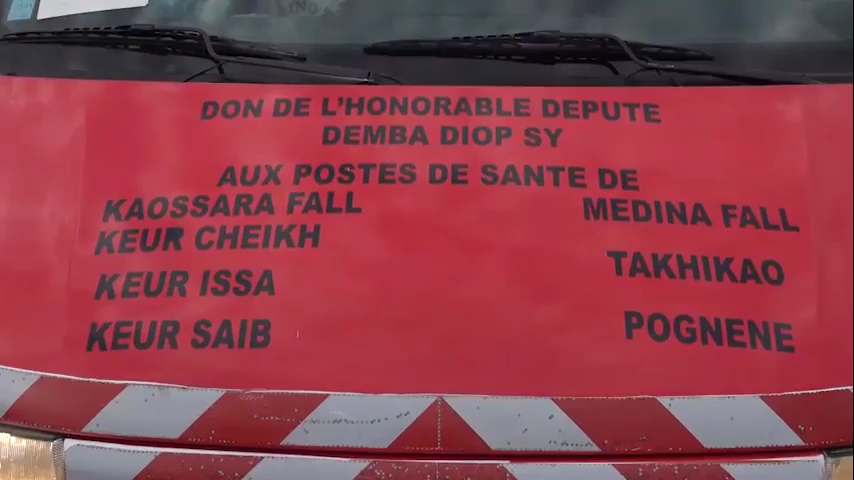 DON DE L'HONORABLE DEPUTE
DEMBA DIOP SY
AUX POSTES DE SANTE DE
KAOSSARA FALL
KEUR CHEIKH
KEUR ISSA
KEUR SAIB
MEDINA FALL
TAKHIKAO
POGNENE